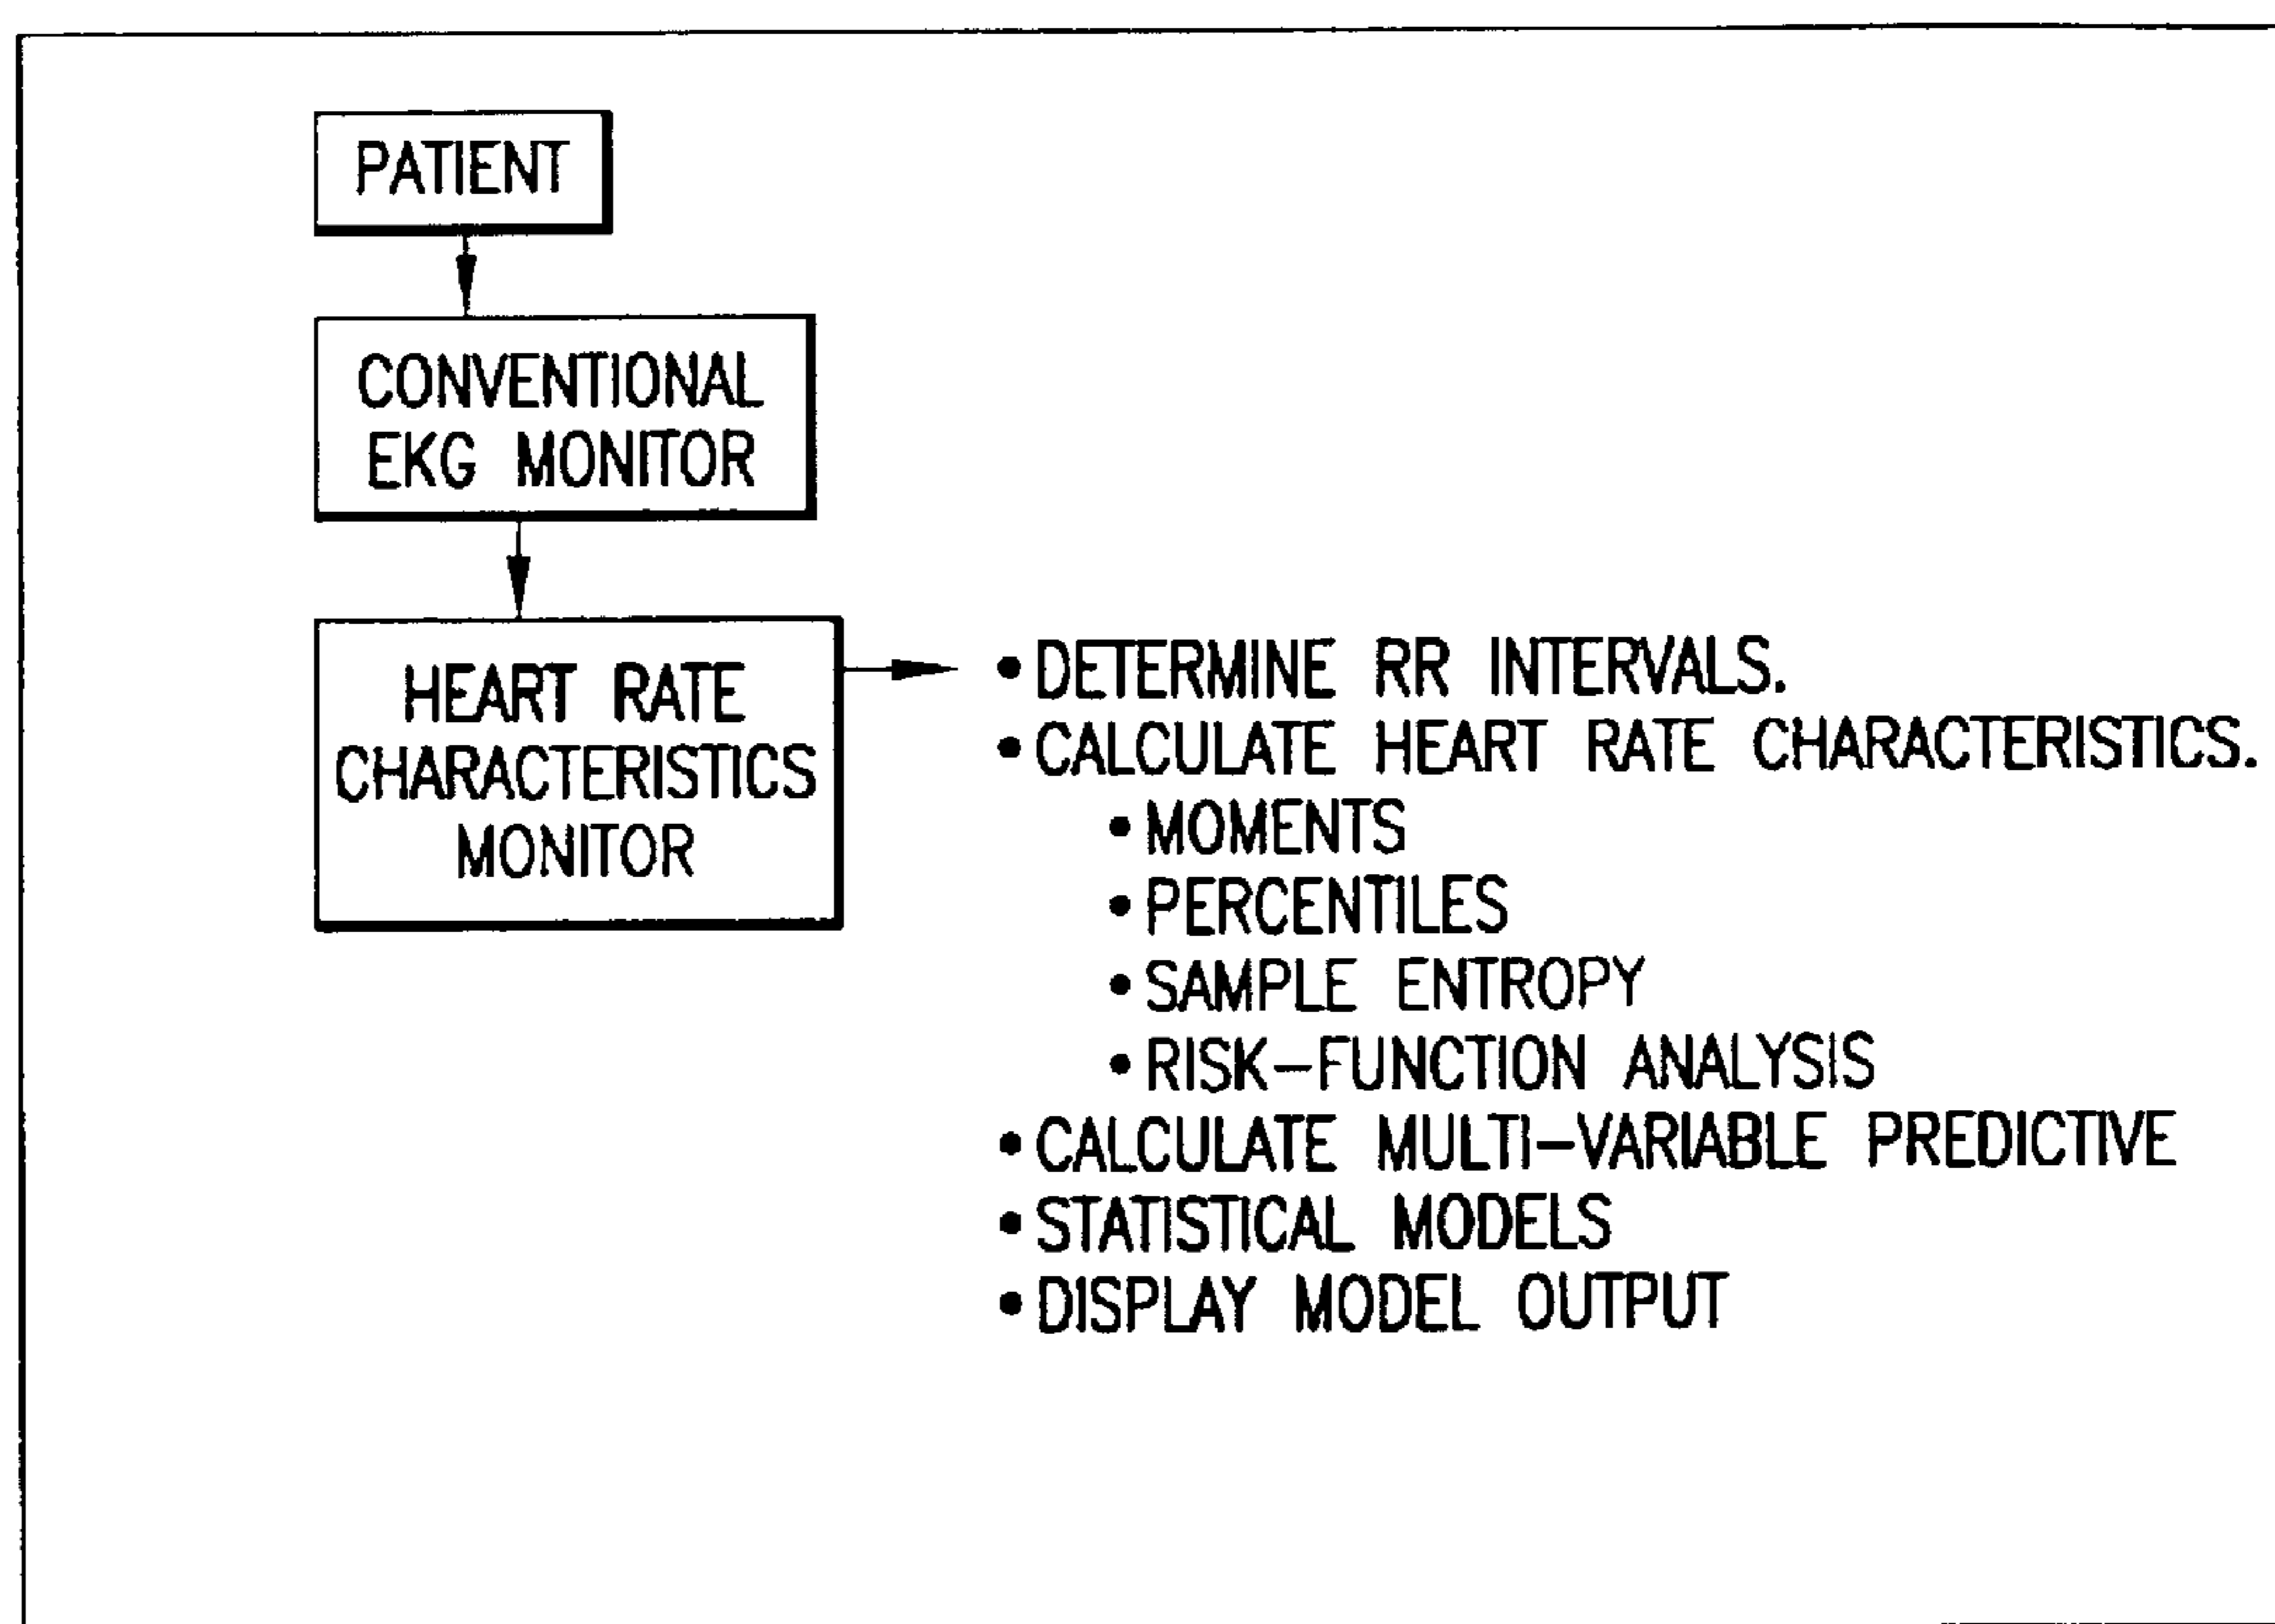 PATIENT
CONVENTIONAL
EKG MONITOR
HEART RATE
CHARACTERISTICS
MONITOR
• DETERMINE RR INTERVALS.
• CALCULATE HEART RATE CHARACTERISTICS.
• MOMENTS
• PERCENTILES
• SAMPLE ENTROPY
• RISK–FUNCTION ANALYSIS
• CALCULATE MULTI–VARIABLE PREDICTIVE
• STATISTICAL MODELS
• DISPLAY MODEL OUTPUT